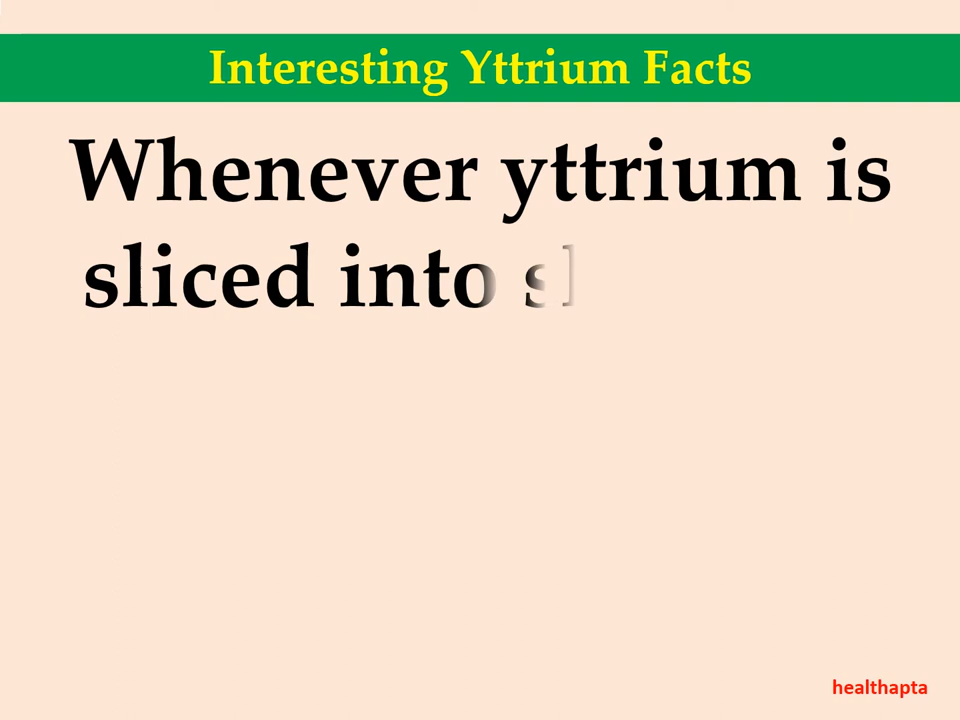 Interesting Yttrium Facts
Whenever yttrium is
sliced into
healthapta